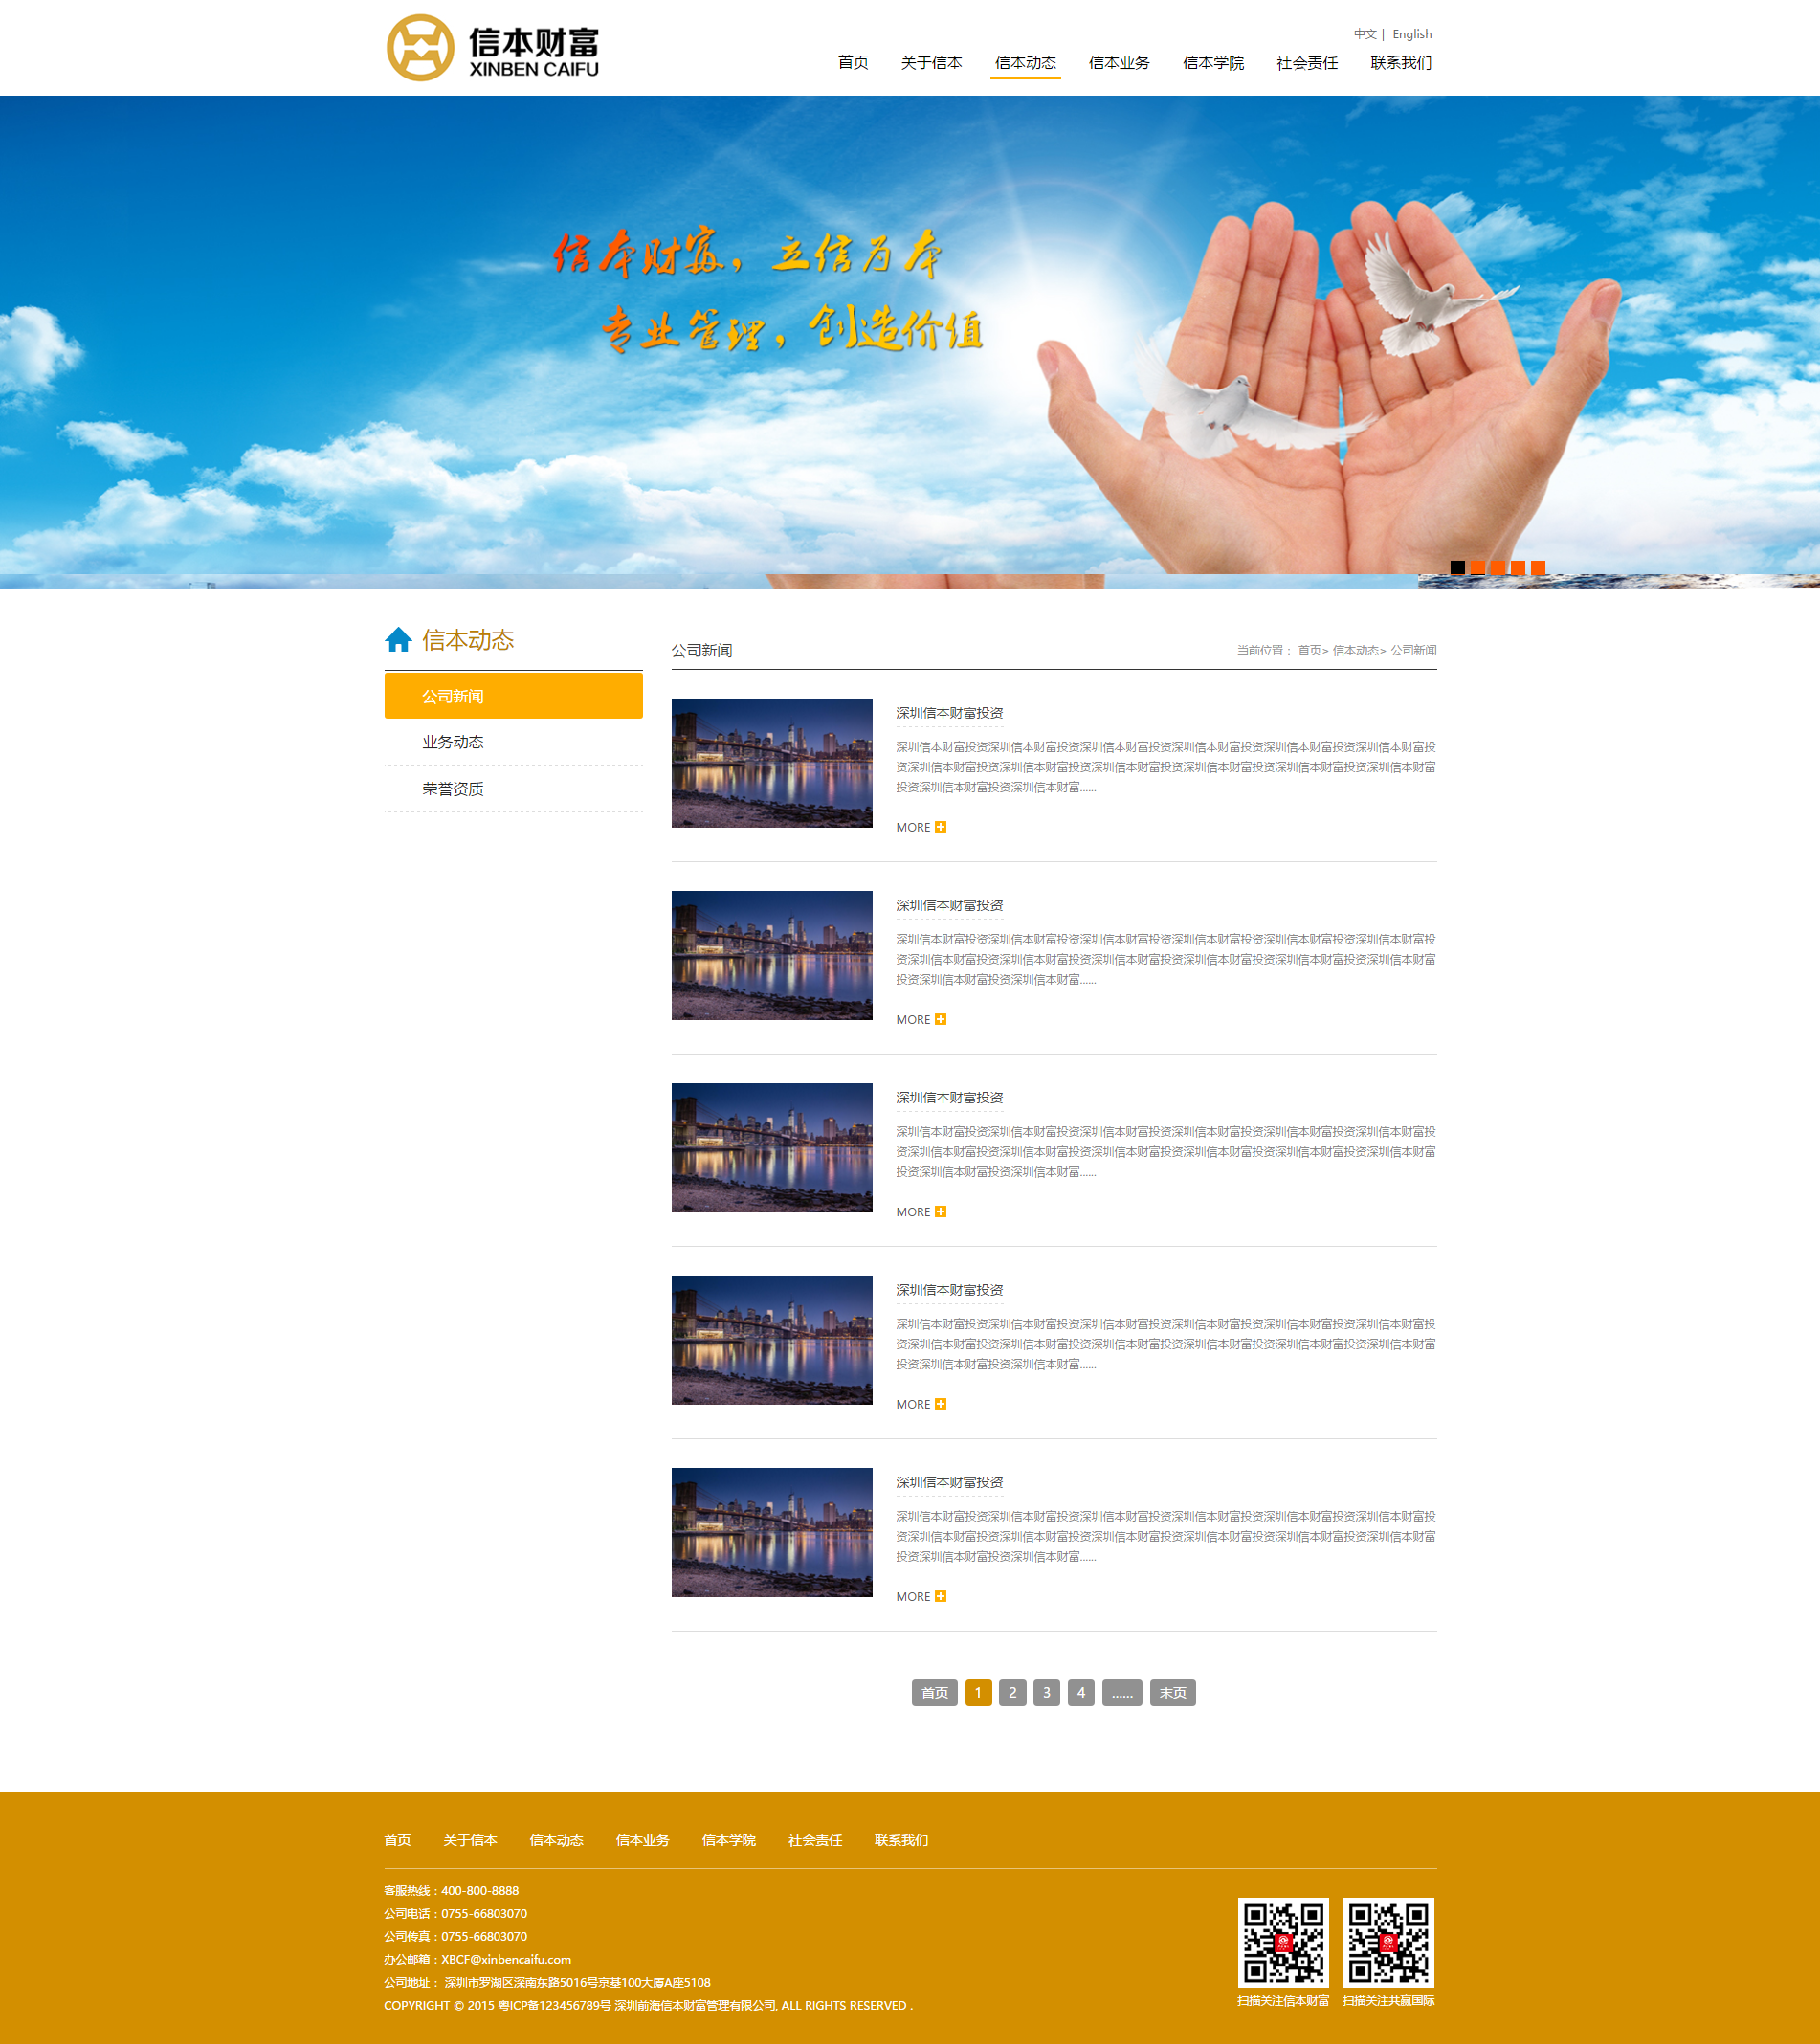 信本财富
XINBEN CAIFU
中文 | English
首页 关于信本 信本动态 信本业务 信本学院 社会责任 联系我们
信本财富，立信为本
专业管理，创造价值
信本动态
公司新闻
业务动态
荣誉资质
公司新闻
当前位置： 首页> 信本动态> 公司新闻
深圳信本财富投资
深圳信本财富投资深圳信本财富投资深圳信本财富投资深圳信本财富投资深圳信本财富投资深圳信本财富投
资深圳信本财富投资深圳信本财富投资深圳信本财富投资深圳信本财富投资深圳信本财富投资深圳信本财富
投资深圳信本财富投资深圳信本财富......
MORE
深圳信本财富投资
深圳信本财富投资深圳信本财富投资深圳信本财富投资深圳信本财富投资深圳信本财富投资深圳信本财富投
资深圳信本财富投资深圳信本财富投资深圳信本财富投资深圳信本财富投资深圳信本财富投资深圳信本财富
投资深圳信本财富投资深圳信本财富......
MORE
深圳信本财富投资
深圳信本财富投资深圳信本财富投资深圳信本财富投资深圳信本财富投资深圳信本财富投资深圳信本财富投
资深圳信本财富投资深圳信本财富投资深圳信本财富投资深圳信本财富投资深圳信本财富投资深圳信本财富
投资深圳信本财富投资深圳信本财富......
MORE
深圳信本财富投资
深圳信本财富投资深圳信本财富投资深圳信本财富投资深圳信本财富投资深圳信本财富投资深圳信本财富投
资深圳信本财富投资深圳信本财富投资深圳信本财富投资深圳信本财富投资深圳信本财富投资深圳信本财富
投资深圳信本财富投资深圳信本财富......
MORE
深圳信本财富投资
深圳信本财富投资深圳信本财富投资深圳信本财富投资深圳信本财富投资深圳信本财富投资深圳信本财富投
资深圳信本财富投资深圳信本财富投资深圳信本财富投资深圳信本财富投资深圳信本财富投资深圳信本财富
投资深圳信本财富投资深圳信本财富......
MORE
首页 1 2 3 4 ...... 末页
首页 关于信本 信本动态 信本业务 信本学院 社会责任 联系我们
客服热线：400-800-8888
公司电话：0755-66803070
公司传真：0755-66803070
办公邮箱：XBCF@xinbencaifu.com
公司地址： 深圳市罗湖区深南东路5016号京基100大厦A座5108
COPYRIGHT © 2015 粤ICP备123456789号 深圳前海信本财富管理有限公司, ALL RIGHTS RESERVED .
扫描关注信本财富 扫描关注共赢国际